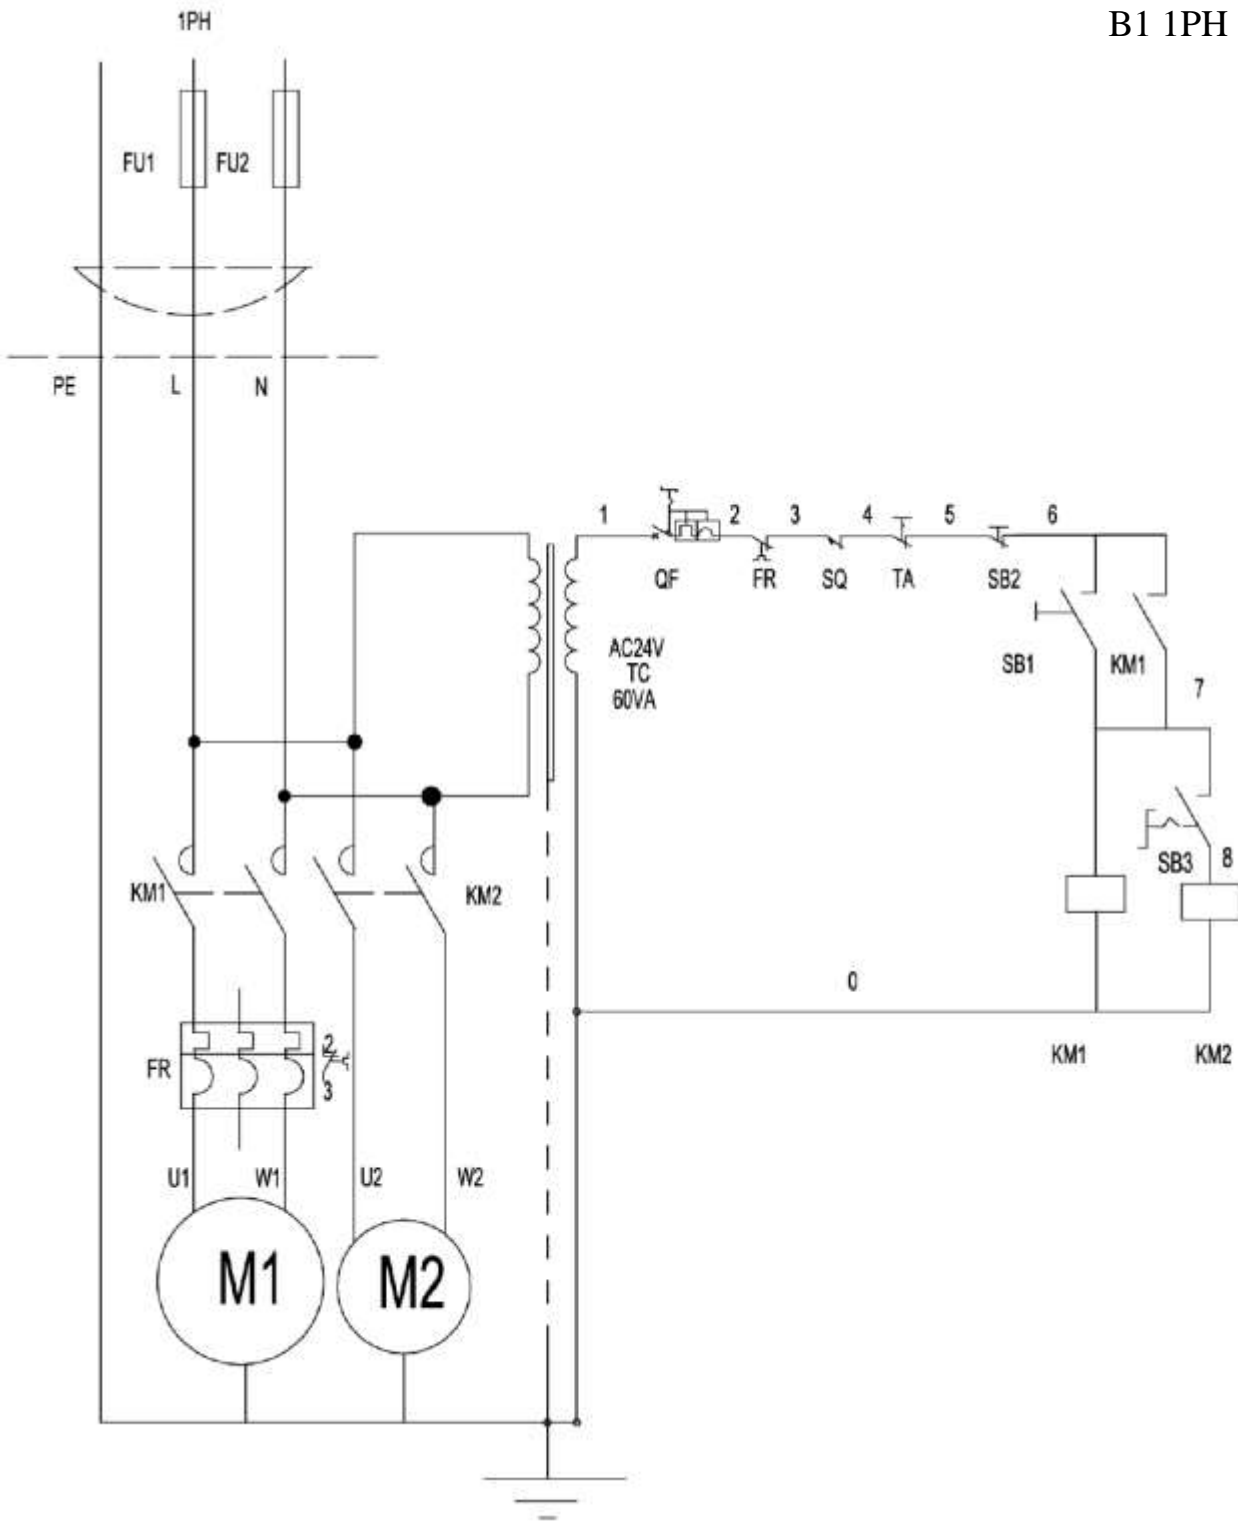 B1 1PH
1PH
FU1 FU2
PE L N
1 2 3 4 5 6
QF FR SQ TA SB2
AC24V
TC
60VA
SB1 KM1
7
KM1 KM2
SB3 8
0
FR 2
3
KM1 KM2
U1 W1 U2 W2
M1 M2